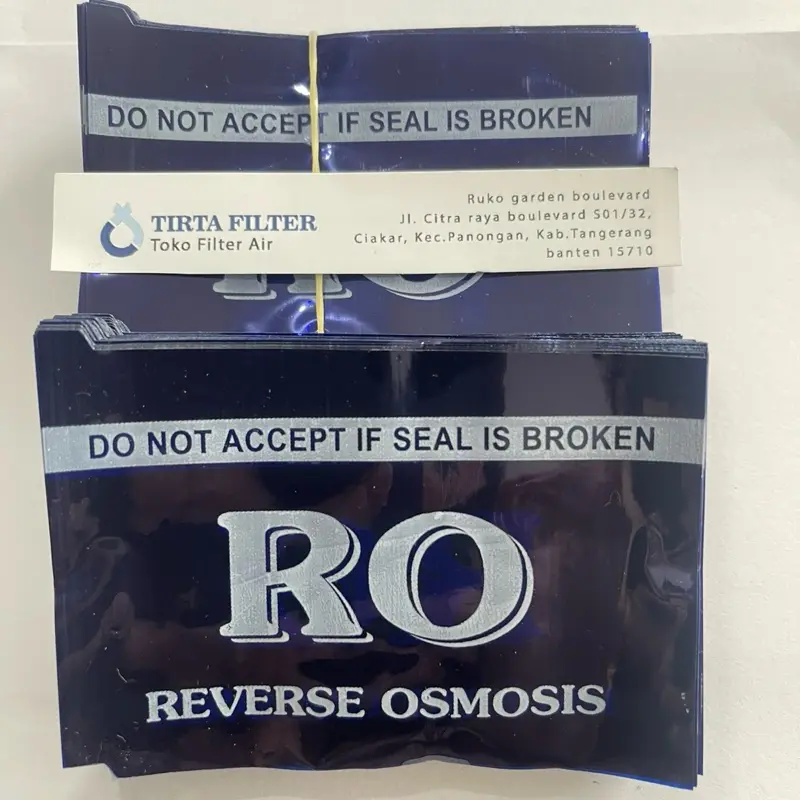 DO NOT ACCEPT IF SEAL IS BROKEN
TIRTA FILTER
Toko Filter Air
Ruko garden boulevard
Jl. Citra raya boulevard S01/32,
Ciakar, Kec.Panongan, Kab.Tangerang
banten 15710
RO
DO NOT ACCEPT IF SEAL IS BROKEN
RO
REVERSE OSMOSIS